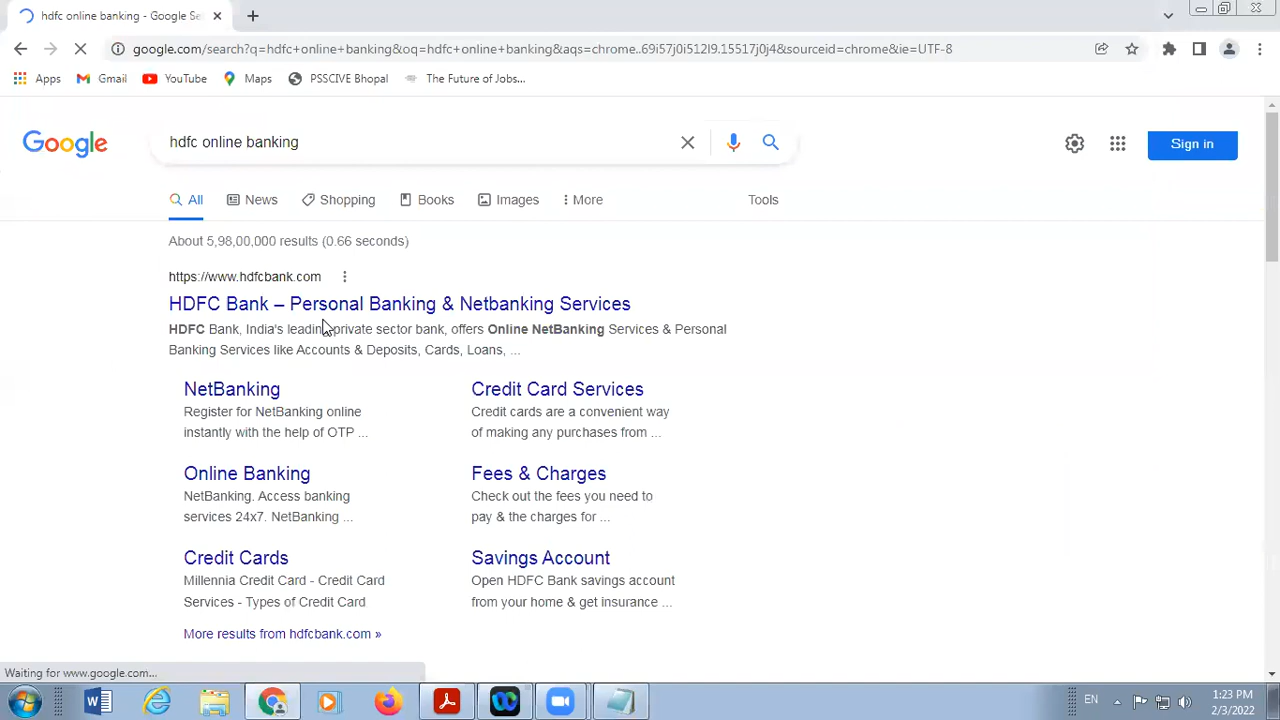 hdfc online banking - Google Se
google.com/search?q=hdfc+online+banking&oq=hdfc+online+banking&aqs=chrome..69i57j0i512l9.15517j0j4&sourceid=chrome&ie=UTF-8
Apps Gmail YouTube Maps PSSCIVE Bhopal The Future of Jobs...
Google hdfc online banking Sign in
All News Shopping Books Images More Tools
About 5,98,00,000 results (0.66 seconds)
https://www.hdfcbank.com
HDFC Bank – Personal Banking & Netbanking Services
HDFC Bank, India's leading private sector bank, offers Online NetBanking Services & Personal
Banking Services like Accounts & Deposits, Cards, Loans, ...
NetBanking
Register for NetBanking online
instantly with the help of OTP ...
Credit Card Services
Credit cards are a convenient way
of making any purchases from ...
Online Banking
NetBanking. Access banking
services 24x7. NetBanking ...
Fees & Charges
Check out the fees you need to
pay & the charges for ...
Credit Cards
Millennia Credit Card - Credit Card
Services - Types of Credit Card
Savings Account
Open HDFC Bank savings account
from your home & get insurance ...
More results from hdfcbank.com »
Waiting for www.google.com...
EN
1:23 PM
2/3/2022